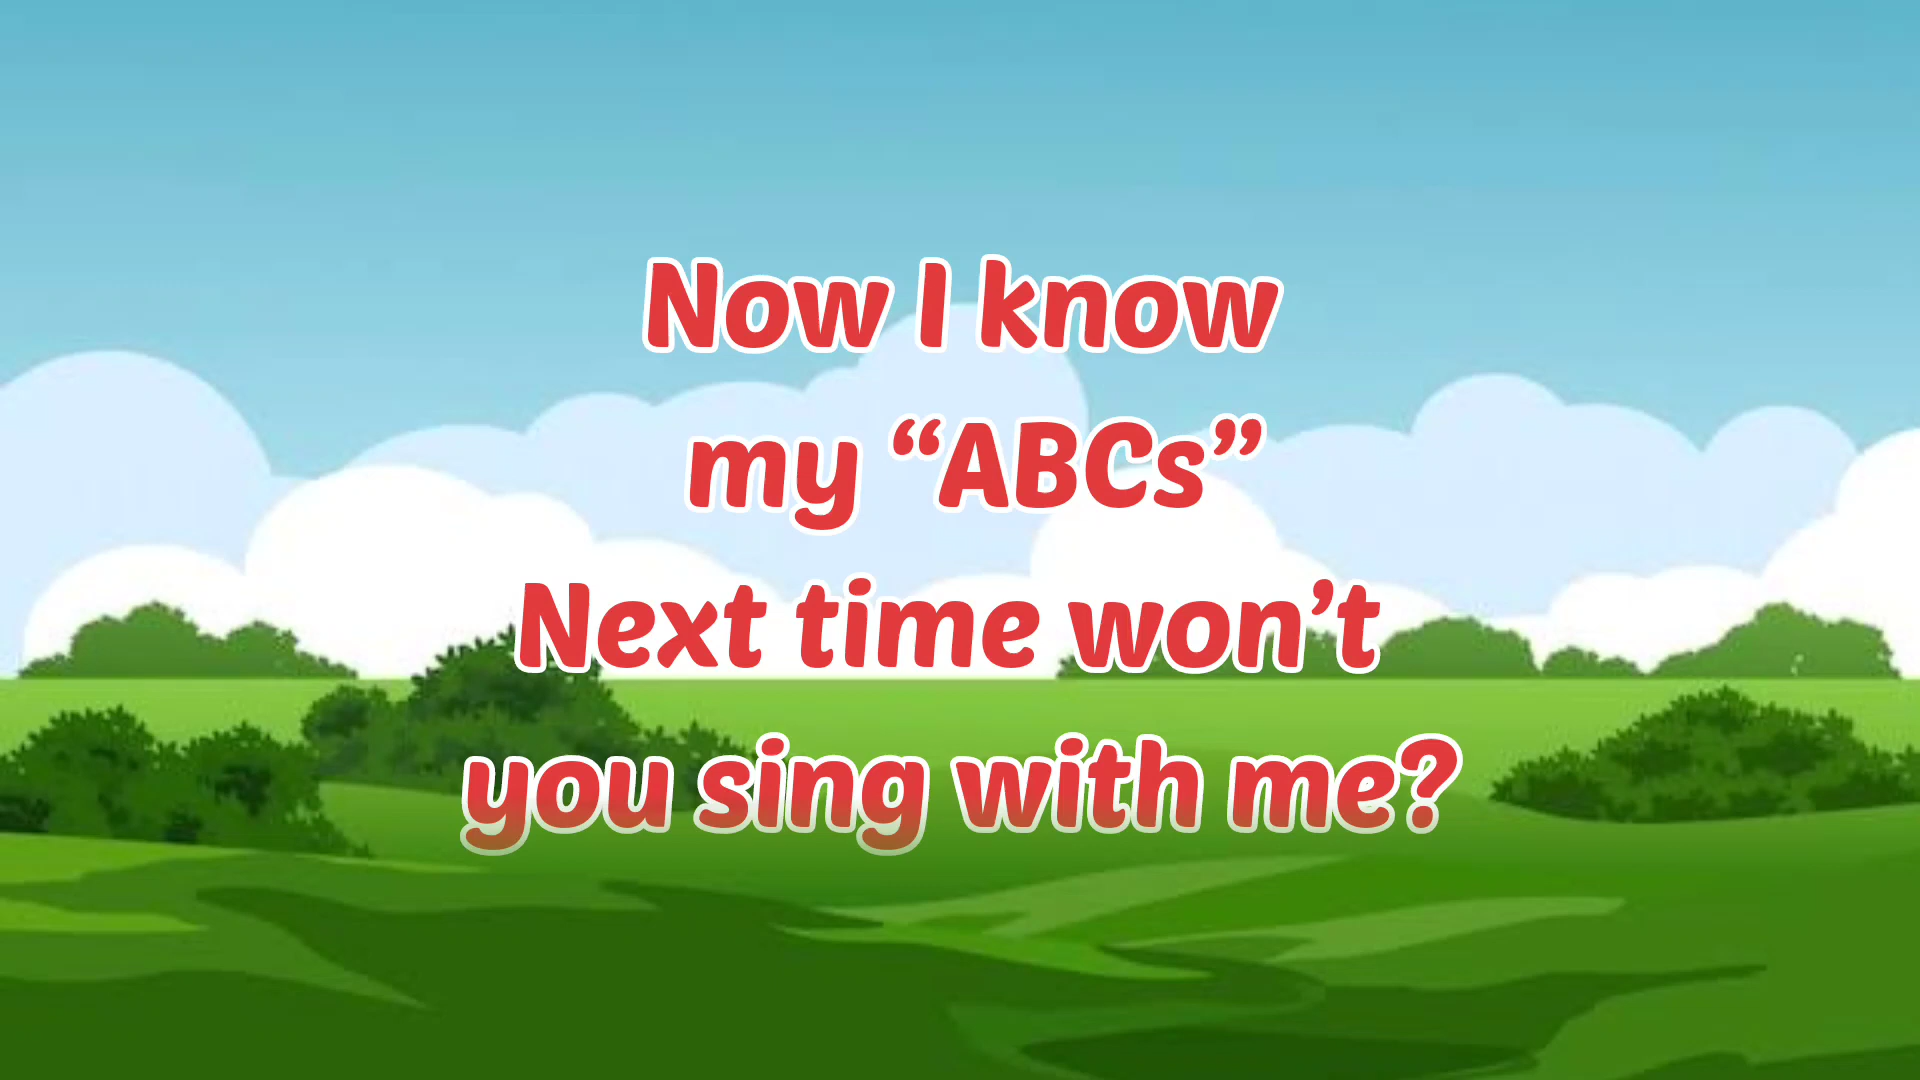 Now I know
my “ABCs”
Next time won’t
you sing with me?